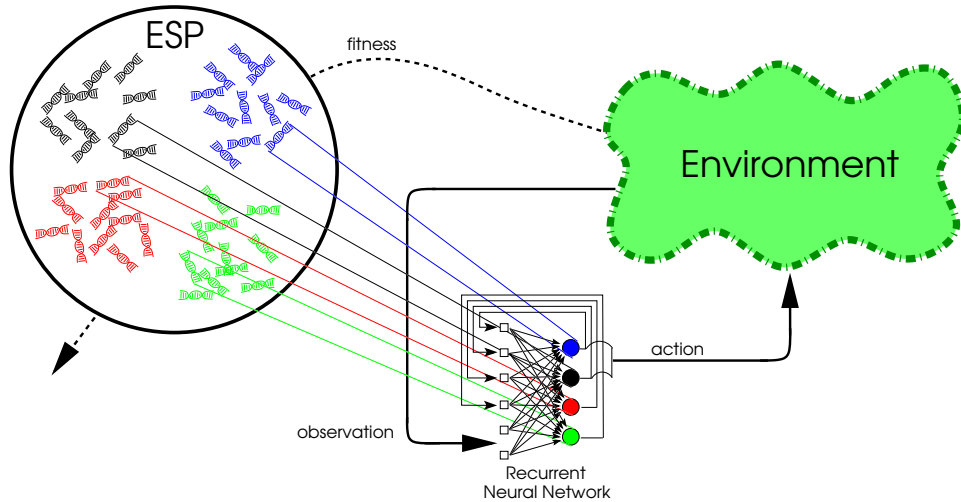 ESP
fitness
Environment
action
observation
Recurrent
Neural Network